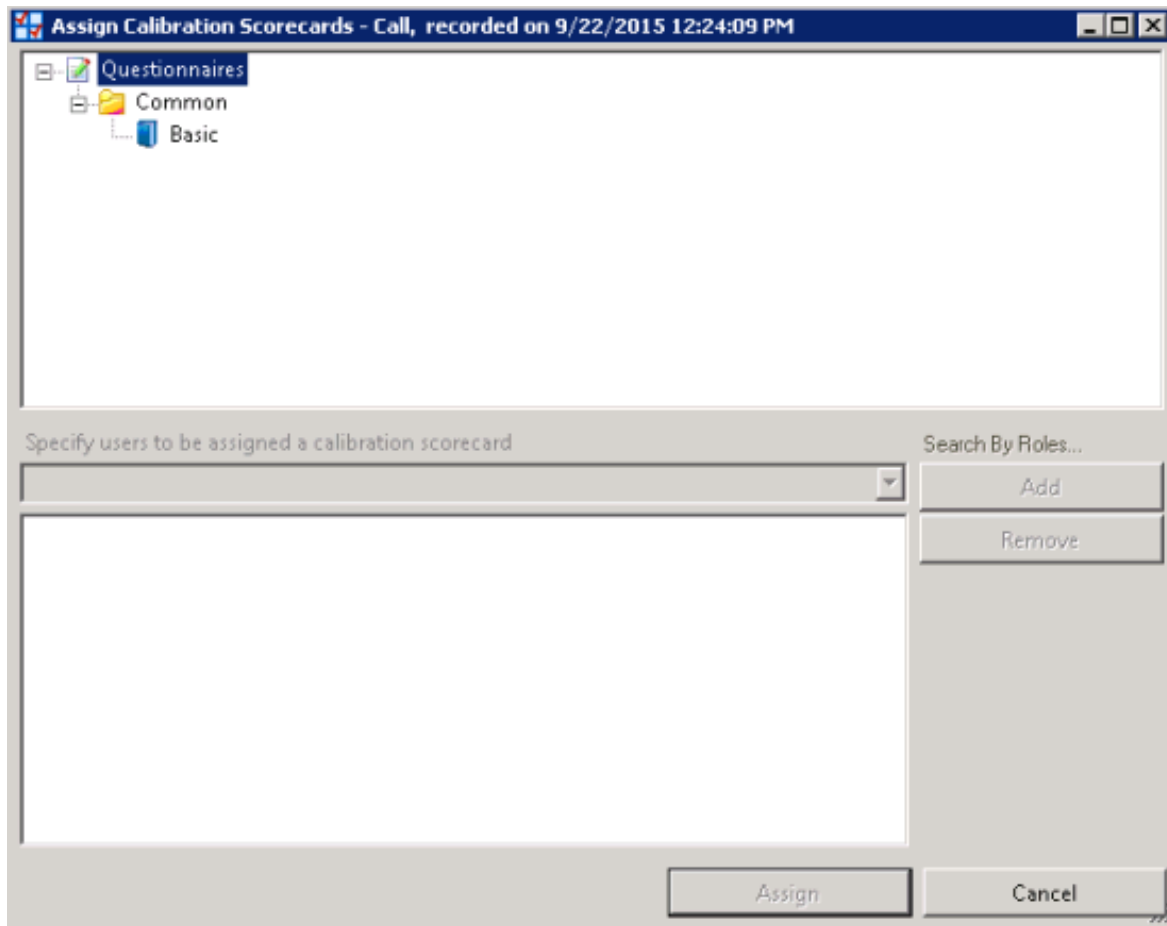 Assign Calibration Scorecards - Call, recorded on 9/22/2015 12:24:09 PM
Questionnaires
Common
Basic
Specify users to be assigned a calibration scorecard
Search By Roles...
Add
Remove
Assign
Cancel